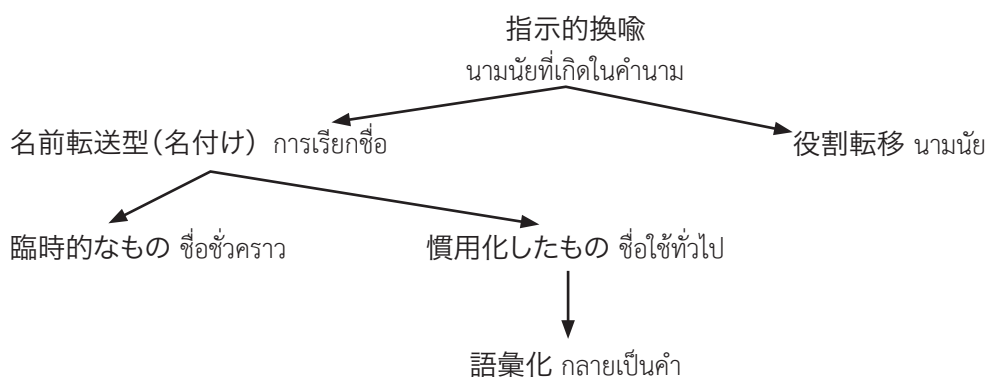 指示的換喩
นามนัยที่เกิดในคำนาม
名前転送型（名付け） การเรียกชื่อ
役割転移 นามนัย
臨時的なもの ชื่อชั่วคราว
慣用化したもの ชื่อใช้ทั่วไป
語彙化 กลายเป็นคำ